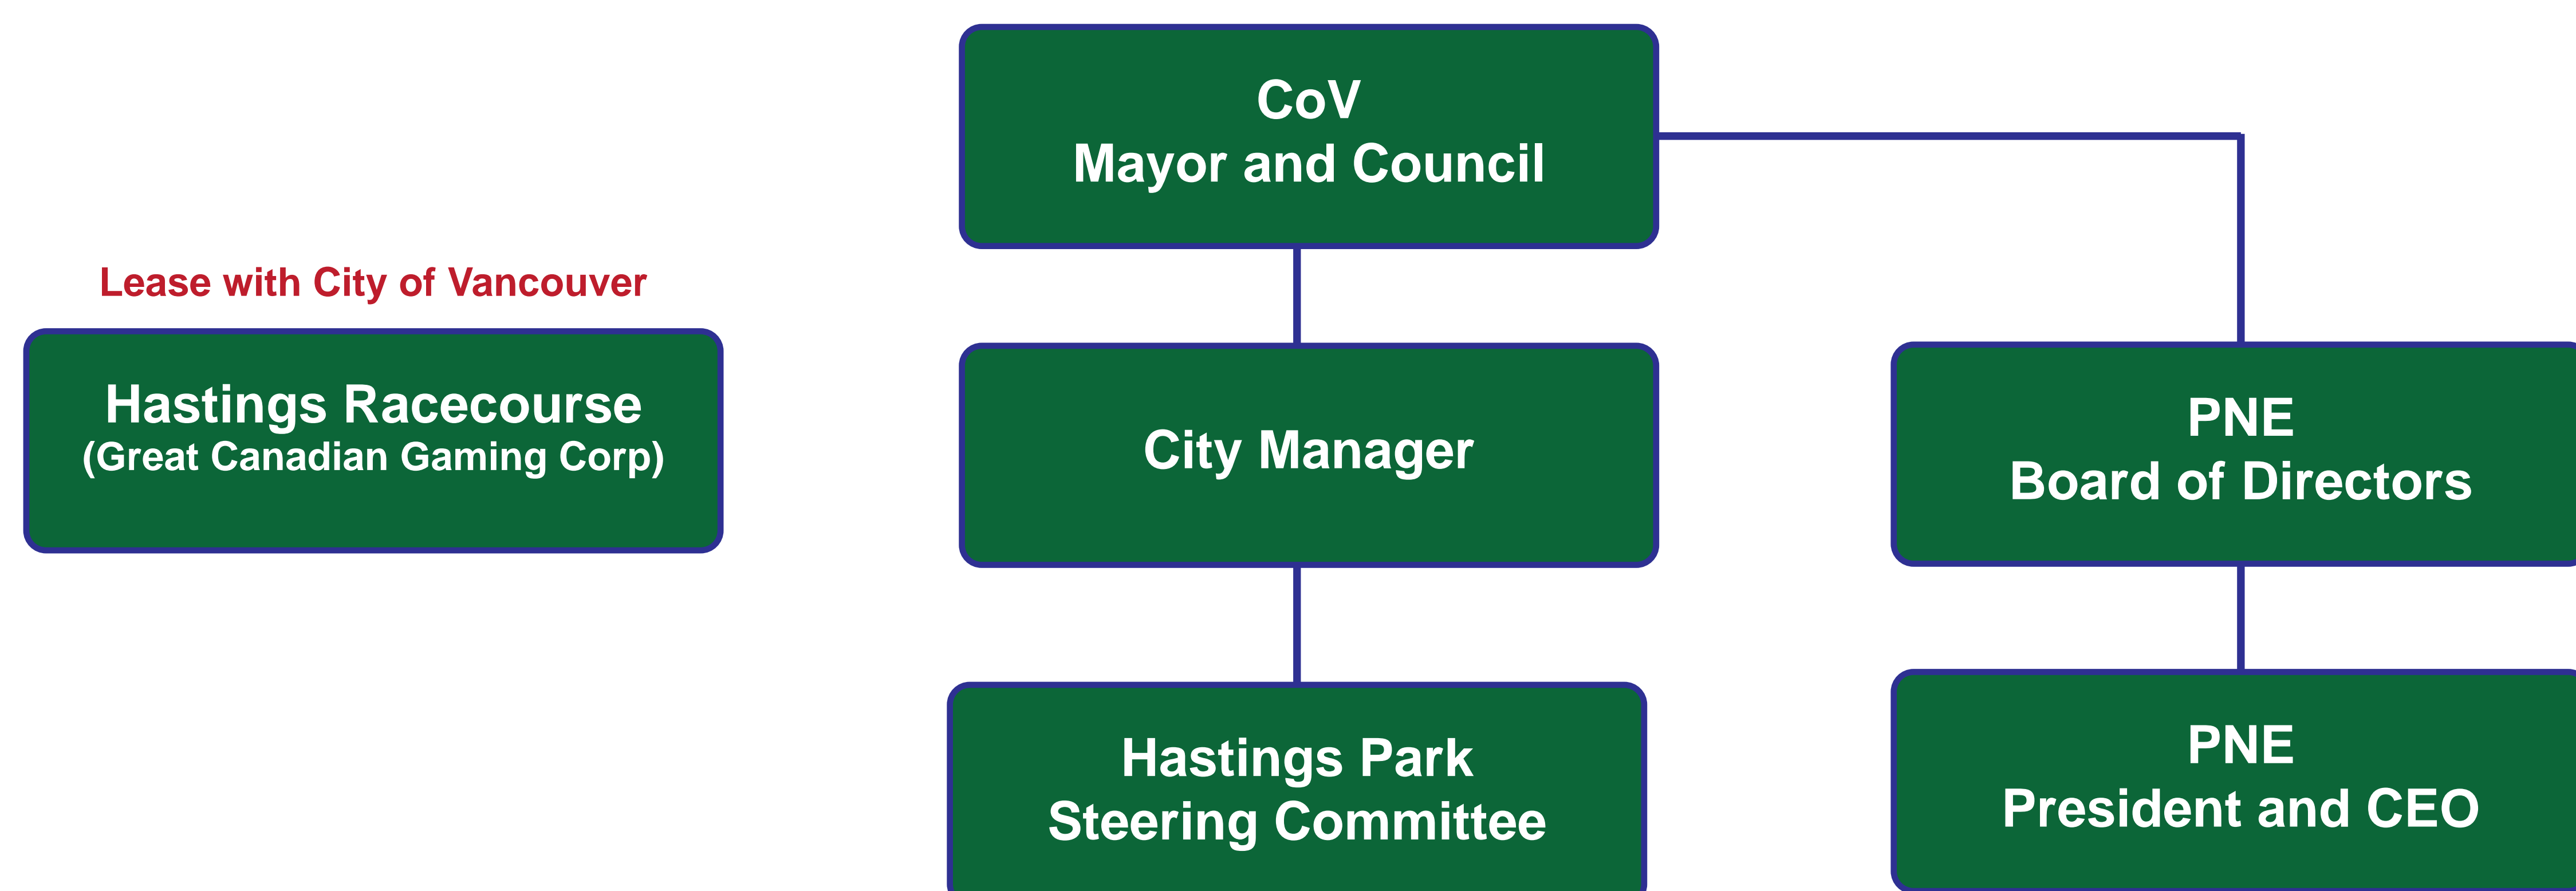 CoV
Mayor and Council
Lease with City of Vancouver
Hastings Racecourse
(Great Canadian Gaming Corp)
City Manager
PNE
Board of Directors
Hastings Park
Steering Committee
PNE
President and CEO